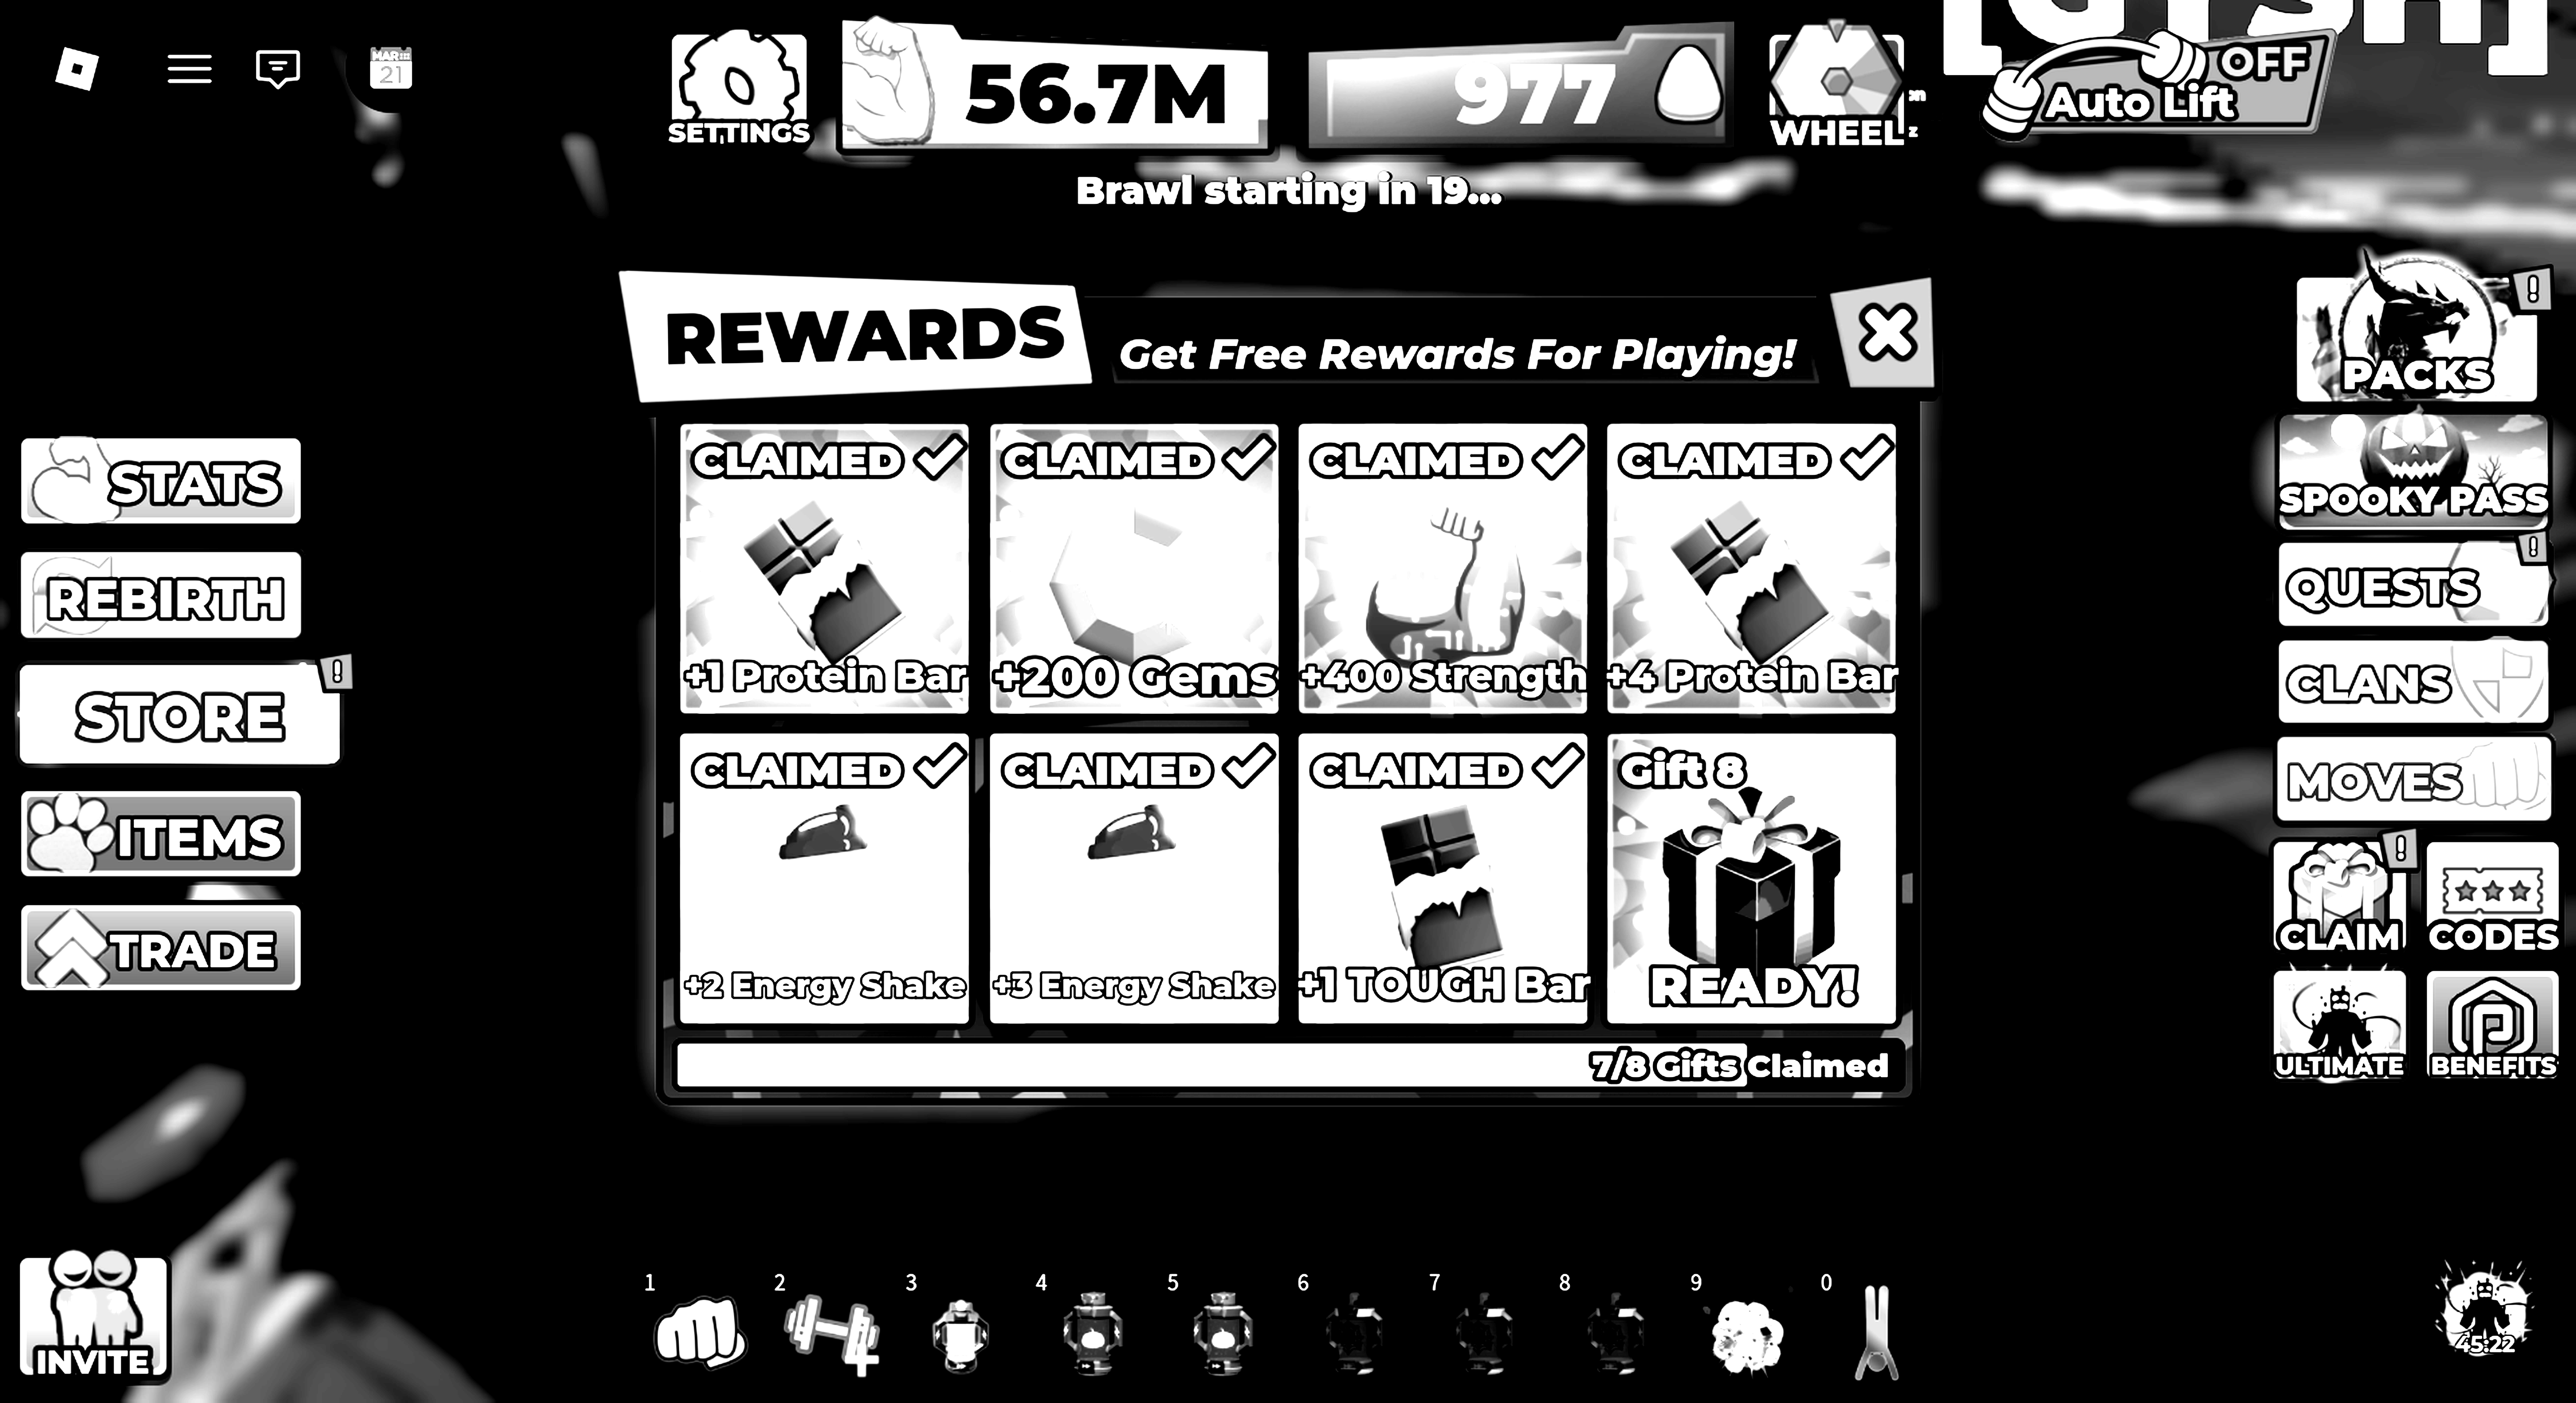 MAR
21
SETTINGS
56.7M
977
WHEEL
OFF
Auto Lift
Brawl starting in 19...
REWARDS
Get Free Rewards For Playing!
CLAIMED
CLAIMED
CLAIMED
CLAIMED
+1 Protein Bar
+200 Gems
+400 Strength
+4 Protein Bar
CLAIMED
CLAIMED
CLAIMED
Gift 8
+2 Energy Shake
+3 Energy Shake
+1 TOUGH Bar
READY!
7/8 Gifts Claimed
STATS
REBIRTH
!
STORE
ITEMS
TRADE
INVITE
!
PACKS
SPOOKY PASS
!
QUESTS
CLANS
MOVES
!
CLAIM
CODES
ULTIMATE
BENEFITS
1 2 3 4 5 6 7 8 9 0
45:22